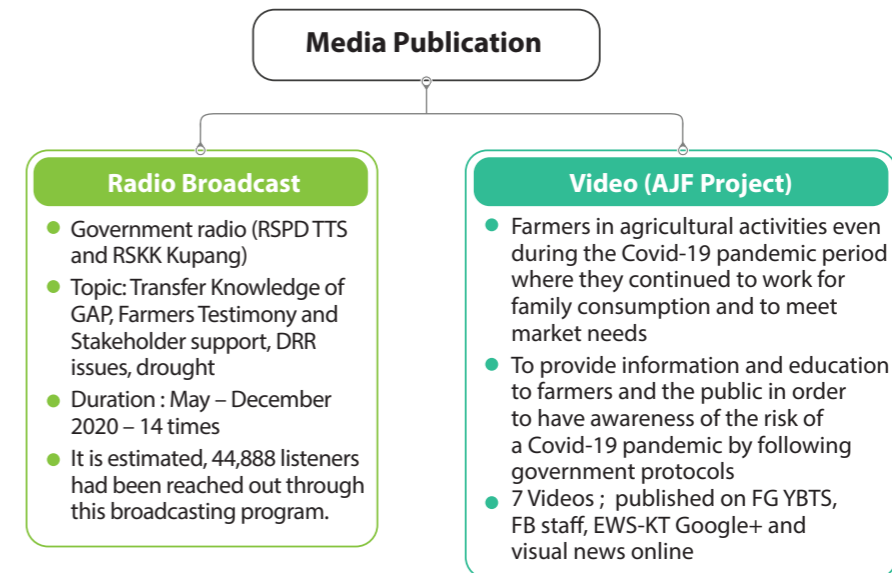 Media Publication
Radio Broadcast
Government radio (RSPD TTS
and RSKK Kupang)
Topic: Transfer Knowledge of
GAP, Farmers Testimony and
Stakeholder support, DRR
issues, drought
Duration : May – December
2020 – 14 times
It is estimated, 44,888 listeners
had been reached out through
this broadcasting program.
Video (AJF Project)
Farmers in agricultural activities even
during the Covid-19 pandemic period
where they continued to work for
family consumption and to meet
market needs
To provide information and education
to farmers and the public in order
to have awareness of the risk of
a Covid-19 pandemic by following
government protocols
7 Videos ; published on FG YBTS,
FB staff, EWS-KT Google+ and
visual news online